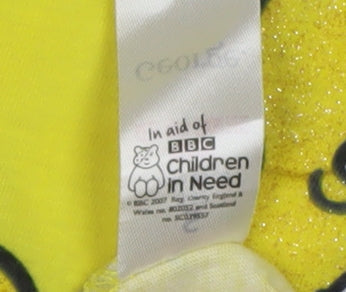 George
In aid of
BBC
Children
in Need
© BBC 2007 Reg. Charity England &
Wales no. 802052 and Scotland
no. SC039557